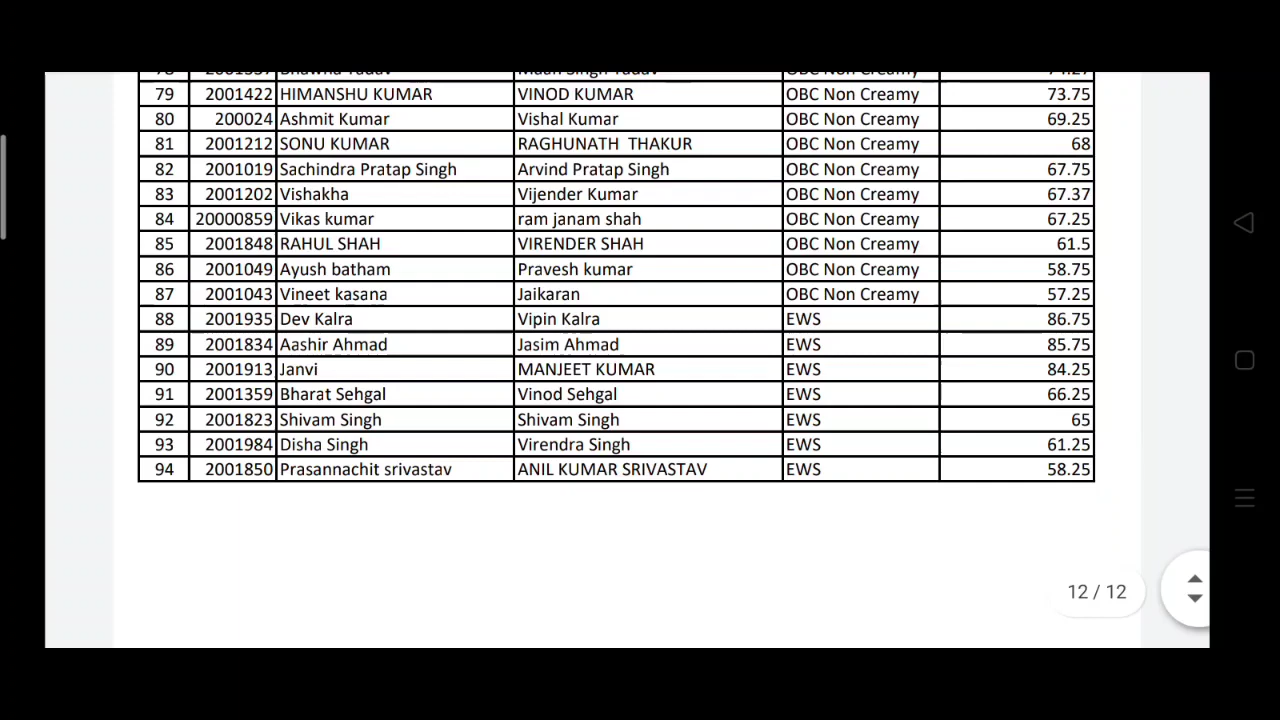 79 2001422 HIMANSHU KUMAR VINOD KUMAR OBC Non Creamy 73.75
80 200024 Ashmit Kumar Vishal Kumar OBC Non Creamy 69.25
81 2001212 SONU KUMAR RAGHUNATH THAKUR OBC Non Creamy 68
82 2001019 Sachindra Pratap Singh Arvind Pratap Singh OBC Non Creamy 67.75
83 2001202 Vishakha Vijender Kumar OBC Non Creamy 67.37
84 20000859 Vikas kumar ram janam shah OBC Non Creamy 67.25
85 2001848 RAHUL SHAH VIRENDER SHAH OBC Non Creamy 61.5
86 2001049 Ayush batham Pravesh kumar OBC Non Creamy 58.75
87 2001043 Vineet kasana Jaikaran OBC Non Creamy 57.25
88 2001935 Dev Kalra Vipin Kalra EWS 86.75
89 2001834 Aashir Ahmad Jasim Ahmad EWS 85.75
90 2001913 Janvi MANJEET KUMAR EWS 84.25
91 2001359 Bharat Sehgal Vinod Sehgal EWS 66.25
92 2001823 Shivam Singh Shivam Singh EWS 65
93 2001984 Disha Singh Virendra Singh EWS 61.25
94 2001850 Prasannachit srivastav ANIL KUMAR SRIVASTAV EWS 58.25
12 / 12